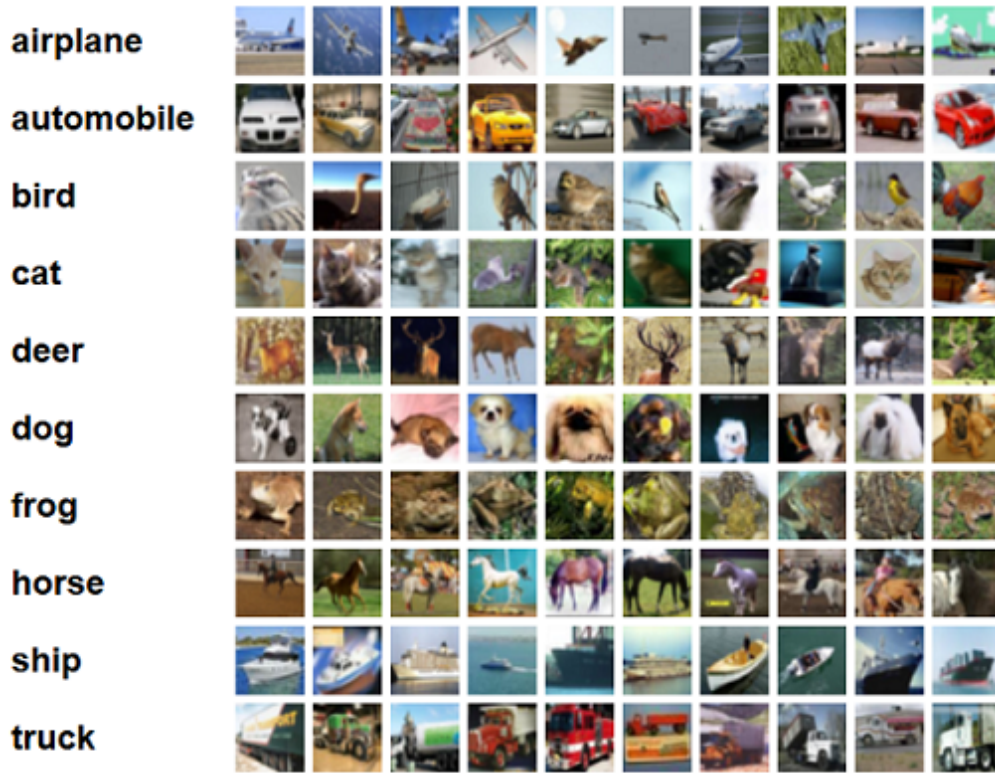 airplane
automobile
bird
cat
deer
dog
frog
horse
ship
truck